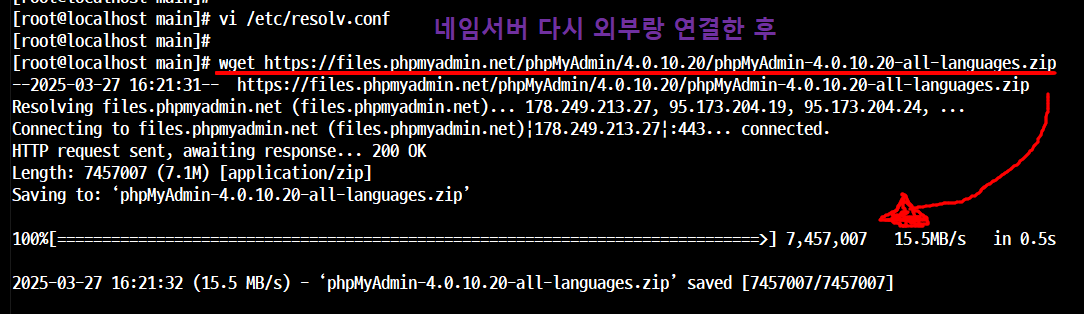 [root@localhost main]# vi /etc/resolv.conf
네임서버 다시 외부랑 연결한 후
[root@localhost main]#
[root@localhost main]# wget https://files.phpmyadmin.net/phpMyAdmin/4.0.10.20/phpMyAdmin-4.0.10.20-all-languages.zip
--2025-03-27 16:21:31--  https://files.phpmyadmin.net/phpMyAdmin/4.0.10.20/phpMyAdmin-4.0.10.20-all-languages.zip
Resolving files.phpmyadmin.net (files.phpmyadmin.net)... 178.249.213.27, 95.173.204.19, 95.173.204.24, ...
Connecting to files.phpmyadmin.net (files.phpmyadmin.net)¦178.249.213.27¦:443... connected.
HTTP request sent, awaiting response... 200 OK
Length: 7457007 (7.1M) [application/zip]
Saving to: ‘phpMyAdmin-4.0.10.20-all-languages.zip’
100%[==============================================================================>] 7,457,007   15.5MB/s   in 0.5s
2025-03-27 16:21:32 (15.5 MB/s) - ‘phpMyAdmin-4.0.10.20-all-languages.zip’ saved [7457007/7457007]